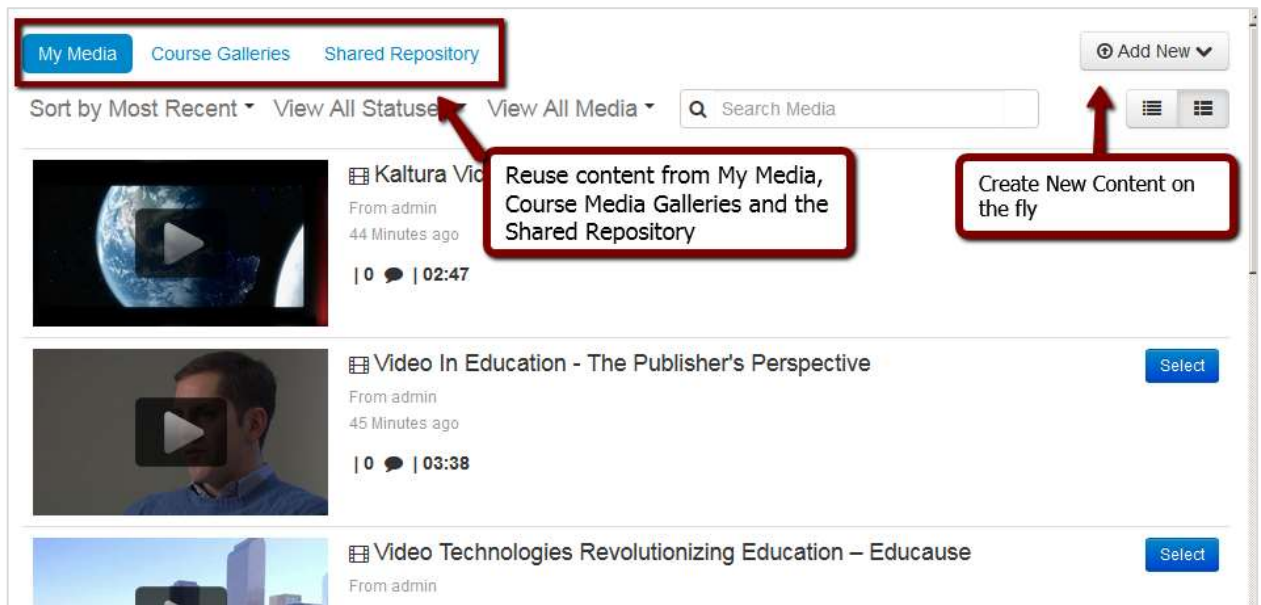 My Media Course Galleries Shared Repository
Add New
Sort by Most Recent View All Statuse View All Media Search Media
Kaltura Vid
From admin
44 Minutes ago
| 0 | 02:47
Reuse content from My Media,
Course Media Galleries and the
Shared Repository
Create New Content on
the fly
Video In Education - The Publisher's Perspective
Select
From admin
45 Minutes ago
| 0 | 03:38
Video Technologies Revolutionizing Education – Educause
Select
From admin